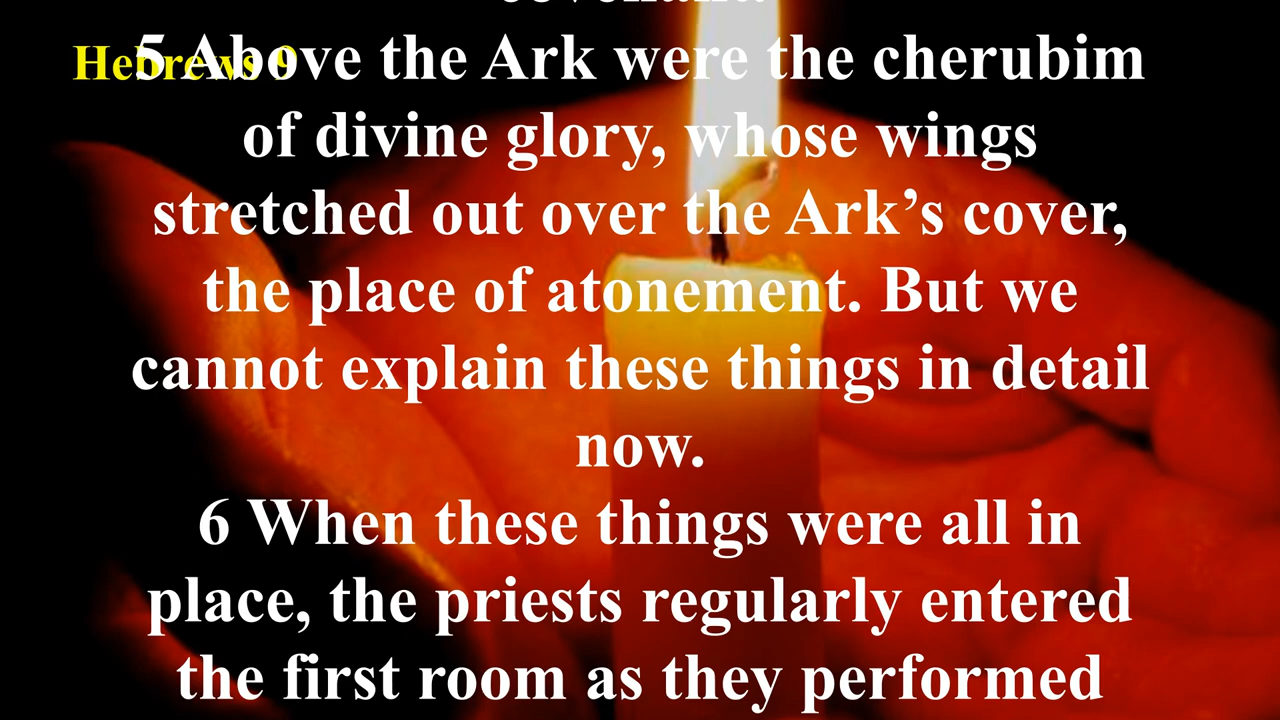 covenant.
Hebrews 9
5 Above the Ark were the cherubim
of divine glory, whose wings
stretched out over the Ark’s cover,
the place of atonement. But we
cannot explain these things in detail
now.
6 When these things were all in
place, the priests regularly entered
the first room as they performed